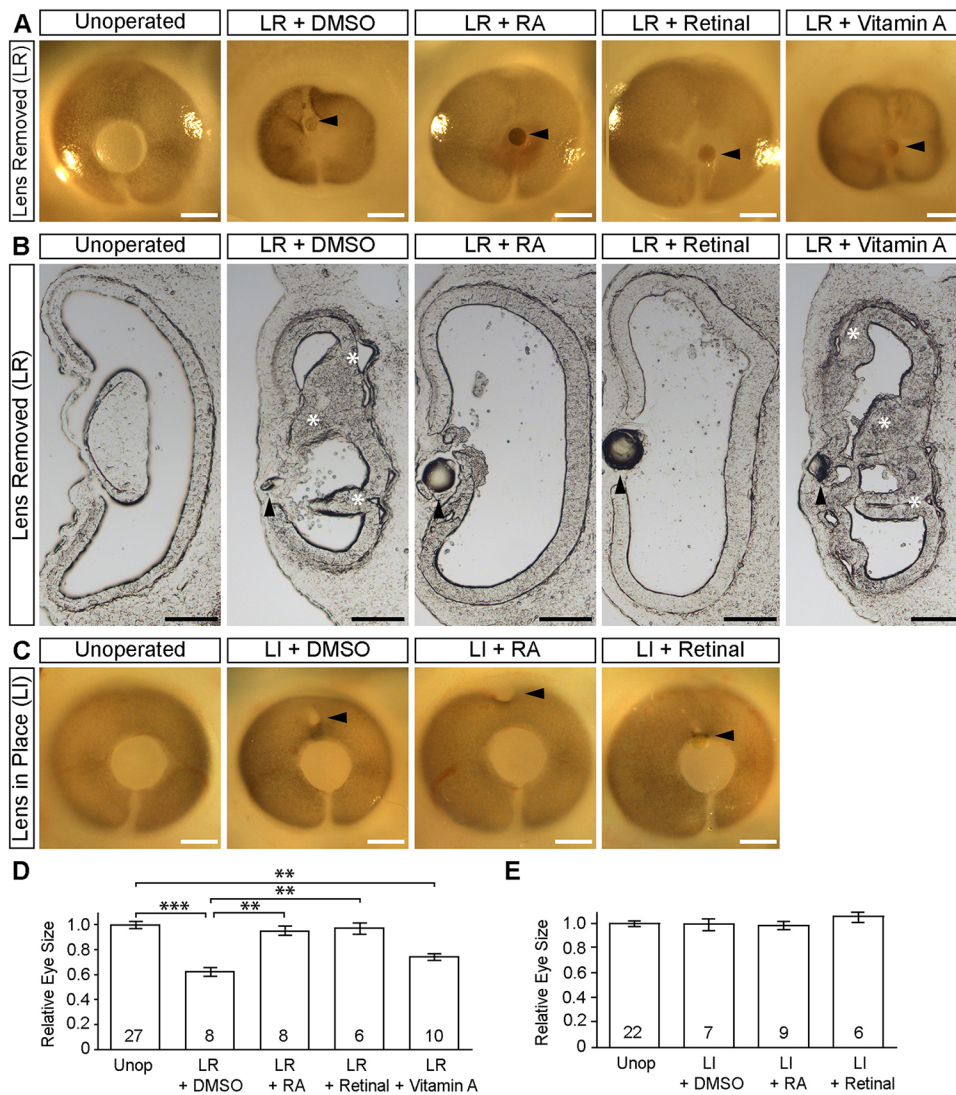 A
Unoperated
LR + DMSO
LR + RA
LR + Retinal
LR + Vitamin A
Lens Removed (LR)
B
Unoperated
LR + DMSO
LR + RA
LR + Retinal
LR + Vitamin A
Lens Removed (LR)
*
*
*
*
*
*
C
Unoperated
LI + DMSO
LI + RA
LI + Retinal
Lens in Place (LI)
D
**
**
***
**
Relative Eye Size
1.0
0.8
0.6
0.4
0.2
0
27
8
8
6
10
Unop
LR + DMSO
LR + RA
LR + Retinal
LR + Vitamin A
E
Relative Eye Size
1.0
0.8
0.6
0.4
0.2
0
22
7
9
6
Unop
LI + DMSO
LI + RA
LI + Retinal